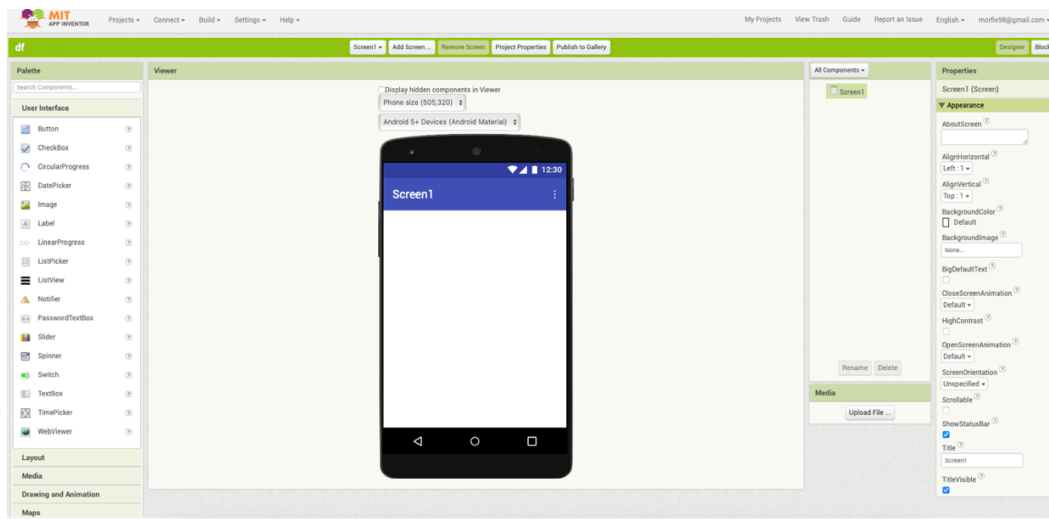 MIT
APP INVENTOR
Projects
Connect
Build
Settings
Help
My Projects
View Trash
Guide
Report an Issue
English
morfix98@gmail.com
df
Screen1
Add Screen ...
Remove Screen
Project Properties
Publish to Gallery
Designer
Block
Palette
Search Components...
User Interface
Button
CheckBox
CircularProgress
DatePicker
Image
Label
LinearProgress
ListPicker
ListView
Notifier
PasswordTextBox
Slider
Spinner
Switch
TextBox
TimePicker
WebViewer
Layout
Media
Drawing and Animation
Maps
Viewer
Display hidden components in Viewer
Phone size (505,320)
Android 5+ Devices (Android Material)
12:30
Screen1
All Components
Screen1
Rename
Delete
Media
Upload File ...
Properties
Screen1 (Screen)
Appearance
AboutScreen
AlignHorizontal
Left : 1
AlignVertical
Top : 1
BackgroundColor
Default
BackgroundImage
None...
BigDefaultText
CloseScreenAnimation
Default
HighContrast
OpenScreenAnimation
Default
ScreenOrientation
Unspecified
Scrollable
ShowStatusBar
Title
Screen1
TitleVisible